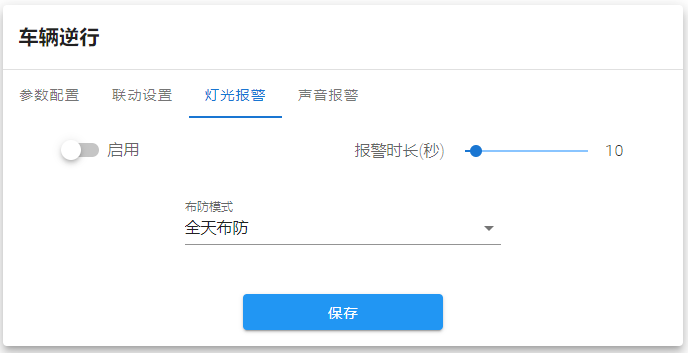 车辆逆行
参数配置 联动设置 灯光报警 声音报警
启用 报警时长(秒) 10
布防模式
全天布防
保存